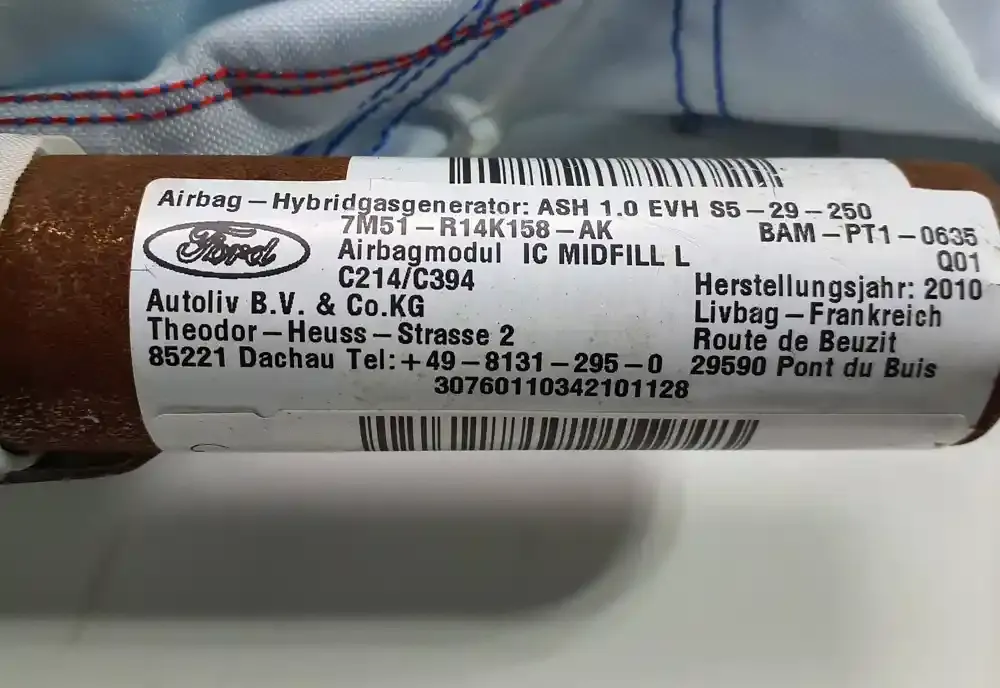 Airbag-Hybridgasgenerator: ASH 1.0 EVH S5-29-250
7M51-R14K158-AK
BAM-PT1-0635
Q01
Ford
Airbagmodul IC MIDFILL L
C214/C394
Herstellungsjahr: 2010
Autoliv B.V. & Co.KG
Livbag-Frankreich
Theodor-Heuss-Strasse 2
Route de Beuzit
85221 Dachau Tel:+49-8131-295-0
29590 Pont du Buis
30760110342101128